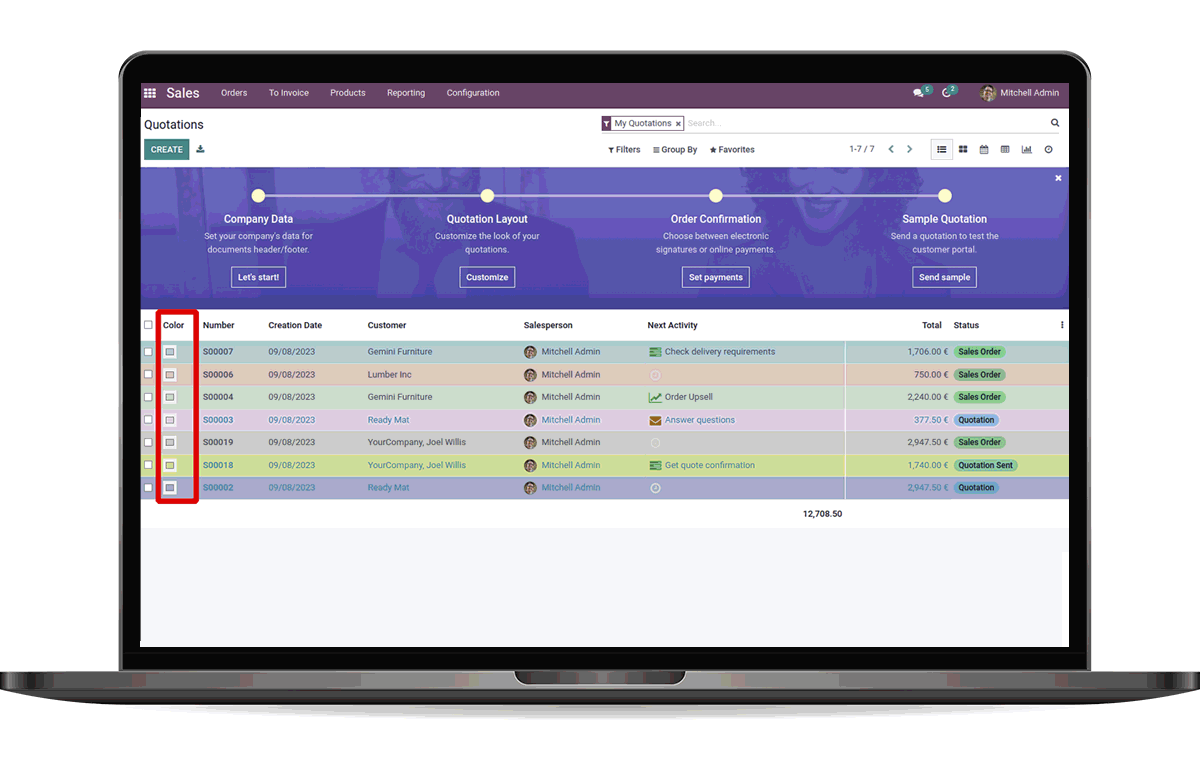 Sales Orders To Invoice Products Reporting Configuration 5 2 Mitchell Admin
Quotations My Quotations × Search...
CREATE Filters Group By Favorites 1-7 / 7
Company Data Quotation Layout Order Confirmation Sample Quotation
Set your company's data for Customize the look of your Choose between electronic Send a quotation to test the
documents header/footer. quotations. signatures or online payments. customer portal.
Let's start! Customize Set payments Send sample
Color Number Creation Date Customer Salesperson Next Activity Total Status
S00007 09/08/2023 Gemini Furniture Mitchell Admin Check delivery requirements 1,706.00 € Sales Order
S00006 09/08/2023 Lumber Inc Mitchell Admin 750.00 € Sales Order
S00004 09/08/2023 Gemini Furniture Mitchell Admin Order Upsell 2,240.00 € Sales Order
S00003 09/08/2023 Ready Mat Mitchell Admin Answer questions 377.50 € Quotation
S00019 09/08/2023 YourCompany, Joel Willis Mitchell Admin 2,947.50 € Sales Order
S00018 09/08/2023 YourCompany, Joel Willis Mitchell Admin Get quote confirmation 1,740.00 € Quotation Sent
S00002 09/08/2023 Ready Mat Mitchell Admin 2,947.50 € Quotation
12,708.50